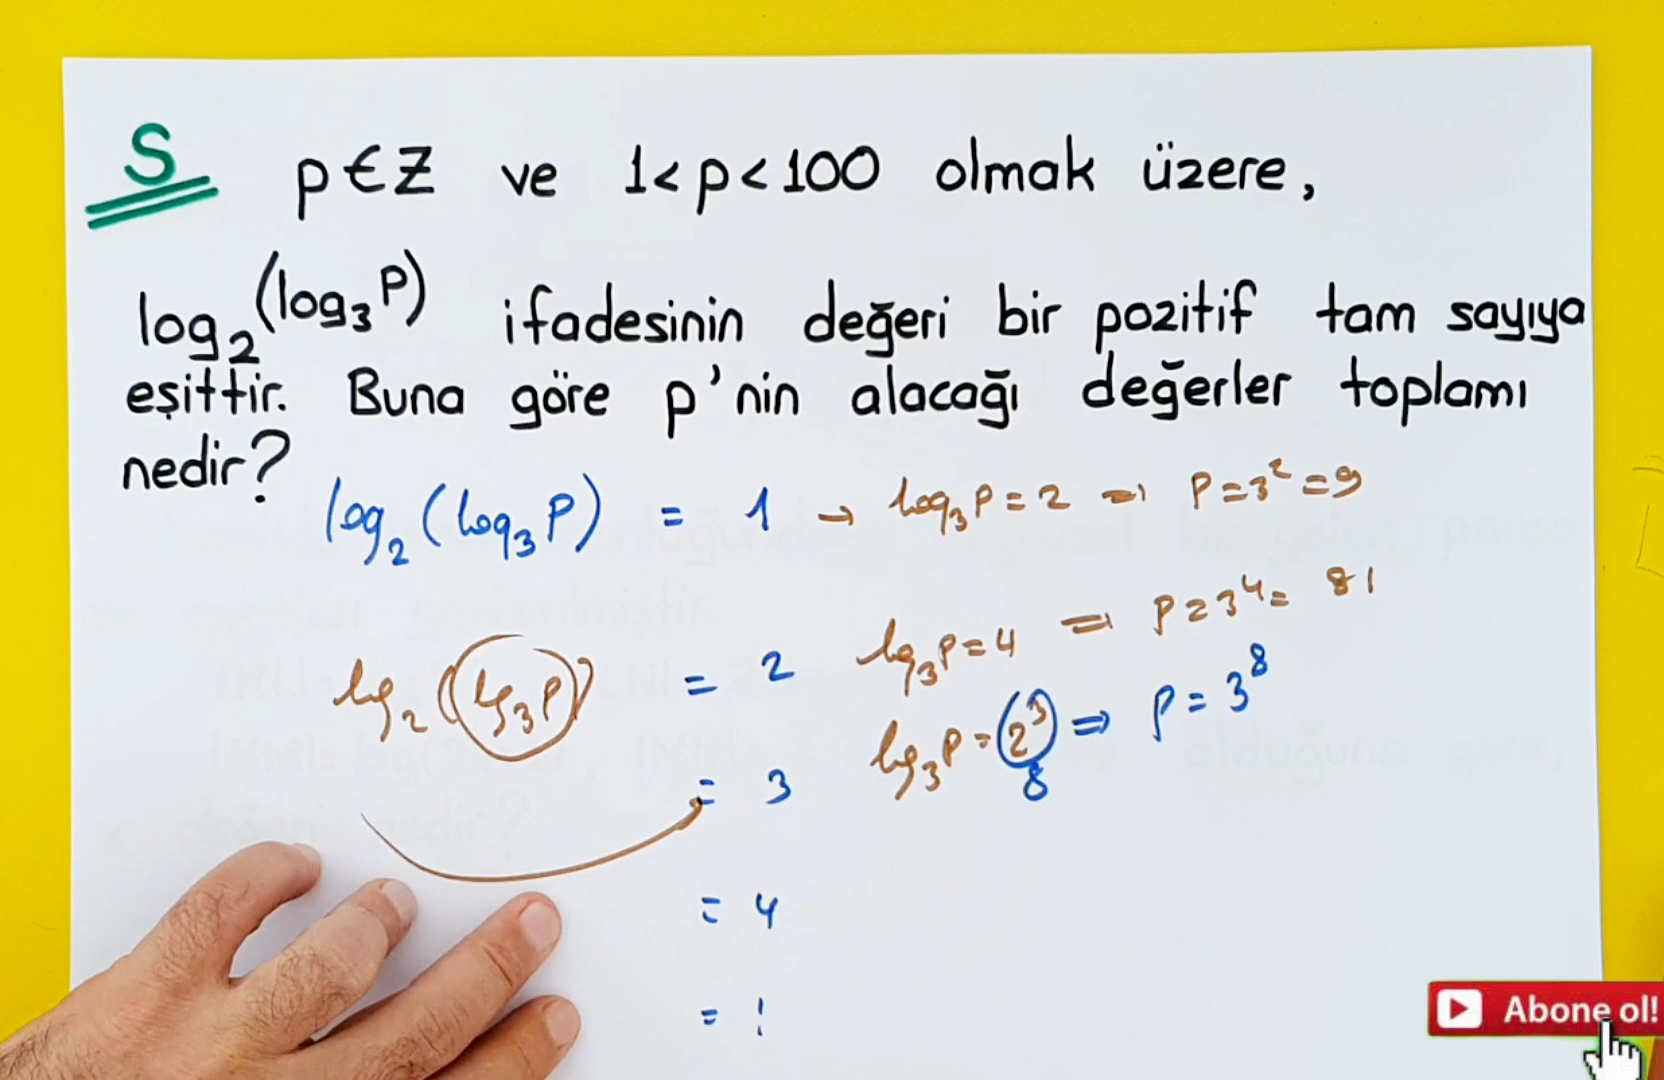 S p∈Z ve 1<p<100 olmak üzere,
log₂(log₃P) ifadesinin değeri bir pozitif tam sayıya
eşittir. Buna göre p'nin alacağı değerler toplamı
nedir?
log₂(log₃P) = 1 → log₃P=2 ⇒ P=3²=9
log₂(log₃P) = 2 log₃P=4 ⇒ P=3⁴= 81
= 3 log₃P=2³ ⇒ P=3⁸
8
= 4
= !
Abone ol!